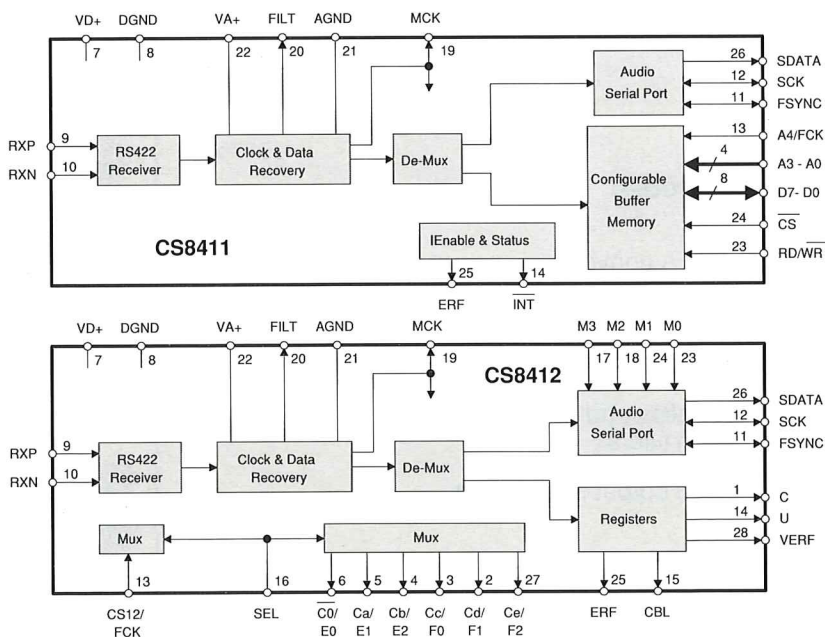 VD+ DGND VA+ FILT AGND MCK
7 8 22 20 21 19
26 SDATA
Audio
Serial Port
12 SCK
11 FSYNC
RXP 9
RXN 10
RS422
Receiver
Clock & Data
Recovery
De-Mux
Configurable
Buffer
Memory
13 A4/FCK
4 A3 - A0
8 D7- D0
24 C̅S̅
23 RD/W̅R̅
CS8411
IEnable & Status
25 14
ERF I̅N̅T̅
VD+ DGND VA+ FILT AGND MCK M3 M2 M1 M0
7 8 22 20 21 19 17 18 24 23
CS8412
26 SDATA
Audio
Serial Port
12 SCK
11 FSYNC
RXP 9
RXN 10
RS422
Receiver
Clock & Data
Recovery
De-Mux
Registers
1 C
14 U
28 VERF
Mux
Mux
13 16 6 5 4 3 2 27 25 15
CS12/ SEL C̅0̅/ Ca/ Cb/ Cc/ Cd/ Ce/ ERF CBL
FCK E0 E1 E2 F0 F1 F2